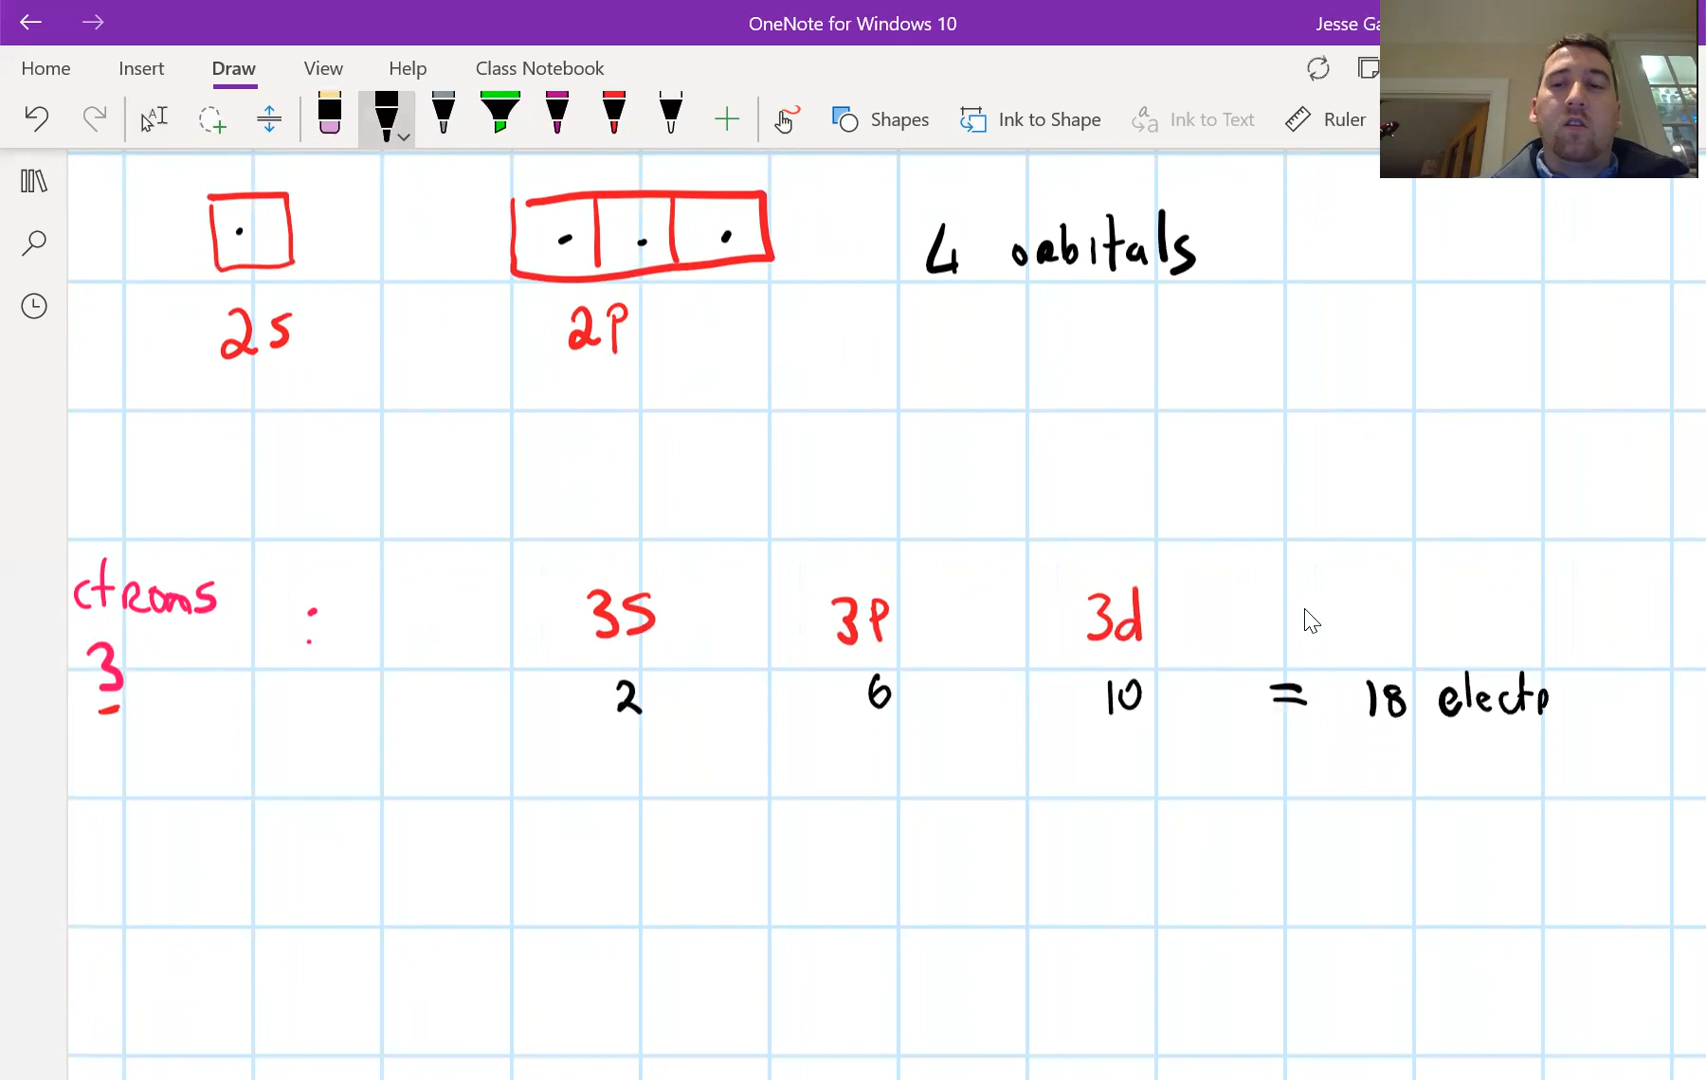 OneNote for Windows 10
Jesse Ga
Home Insert Draw View Help Class Notebook
Shapes Ink to Shape Ink to Text Ruler
4 orbitals
2s 2p
ctrons : 3s 3p 3d
3 2 6 10 = 18 electr